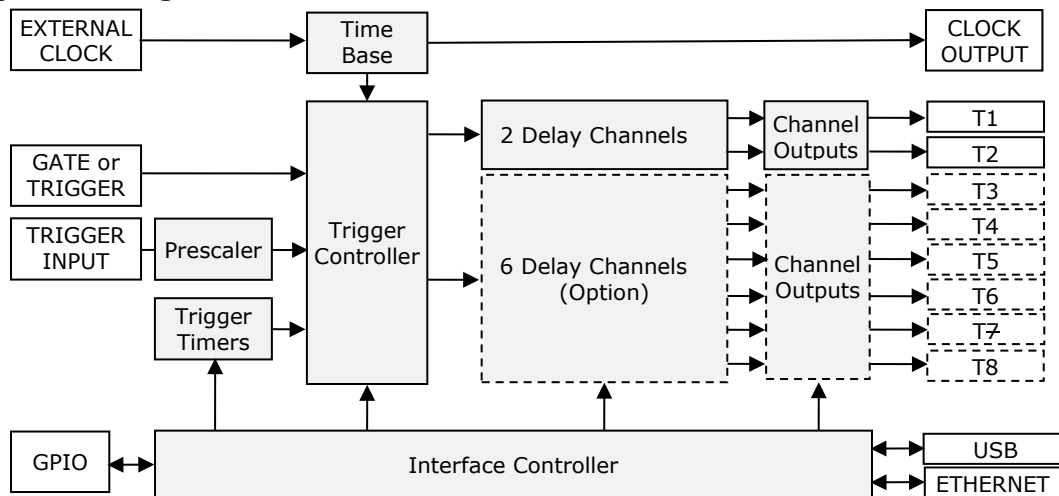 EXTERNAL
CLOCK
Time
Base
CLOCK
OUTPUT
GATE or
TRIGGER
TRIGGER
INPUT
Prescaler
Trigger
Timers
Trigger
Controller
2 Delay Channels
6 Delay Channels
(Option)
Channel
Outputs
Channel
Outputs
T1
T2
T3
T4
T5
T6
T7
T8
GPIO
Interface Controller
USB
ETHERNET